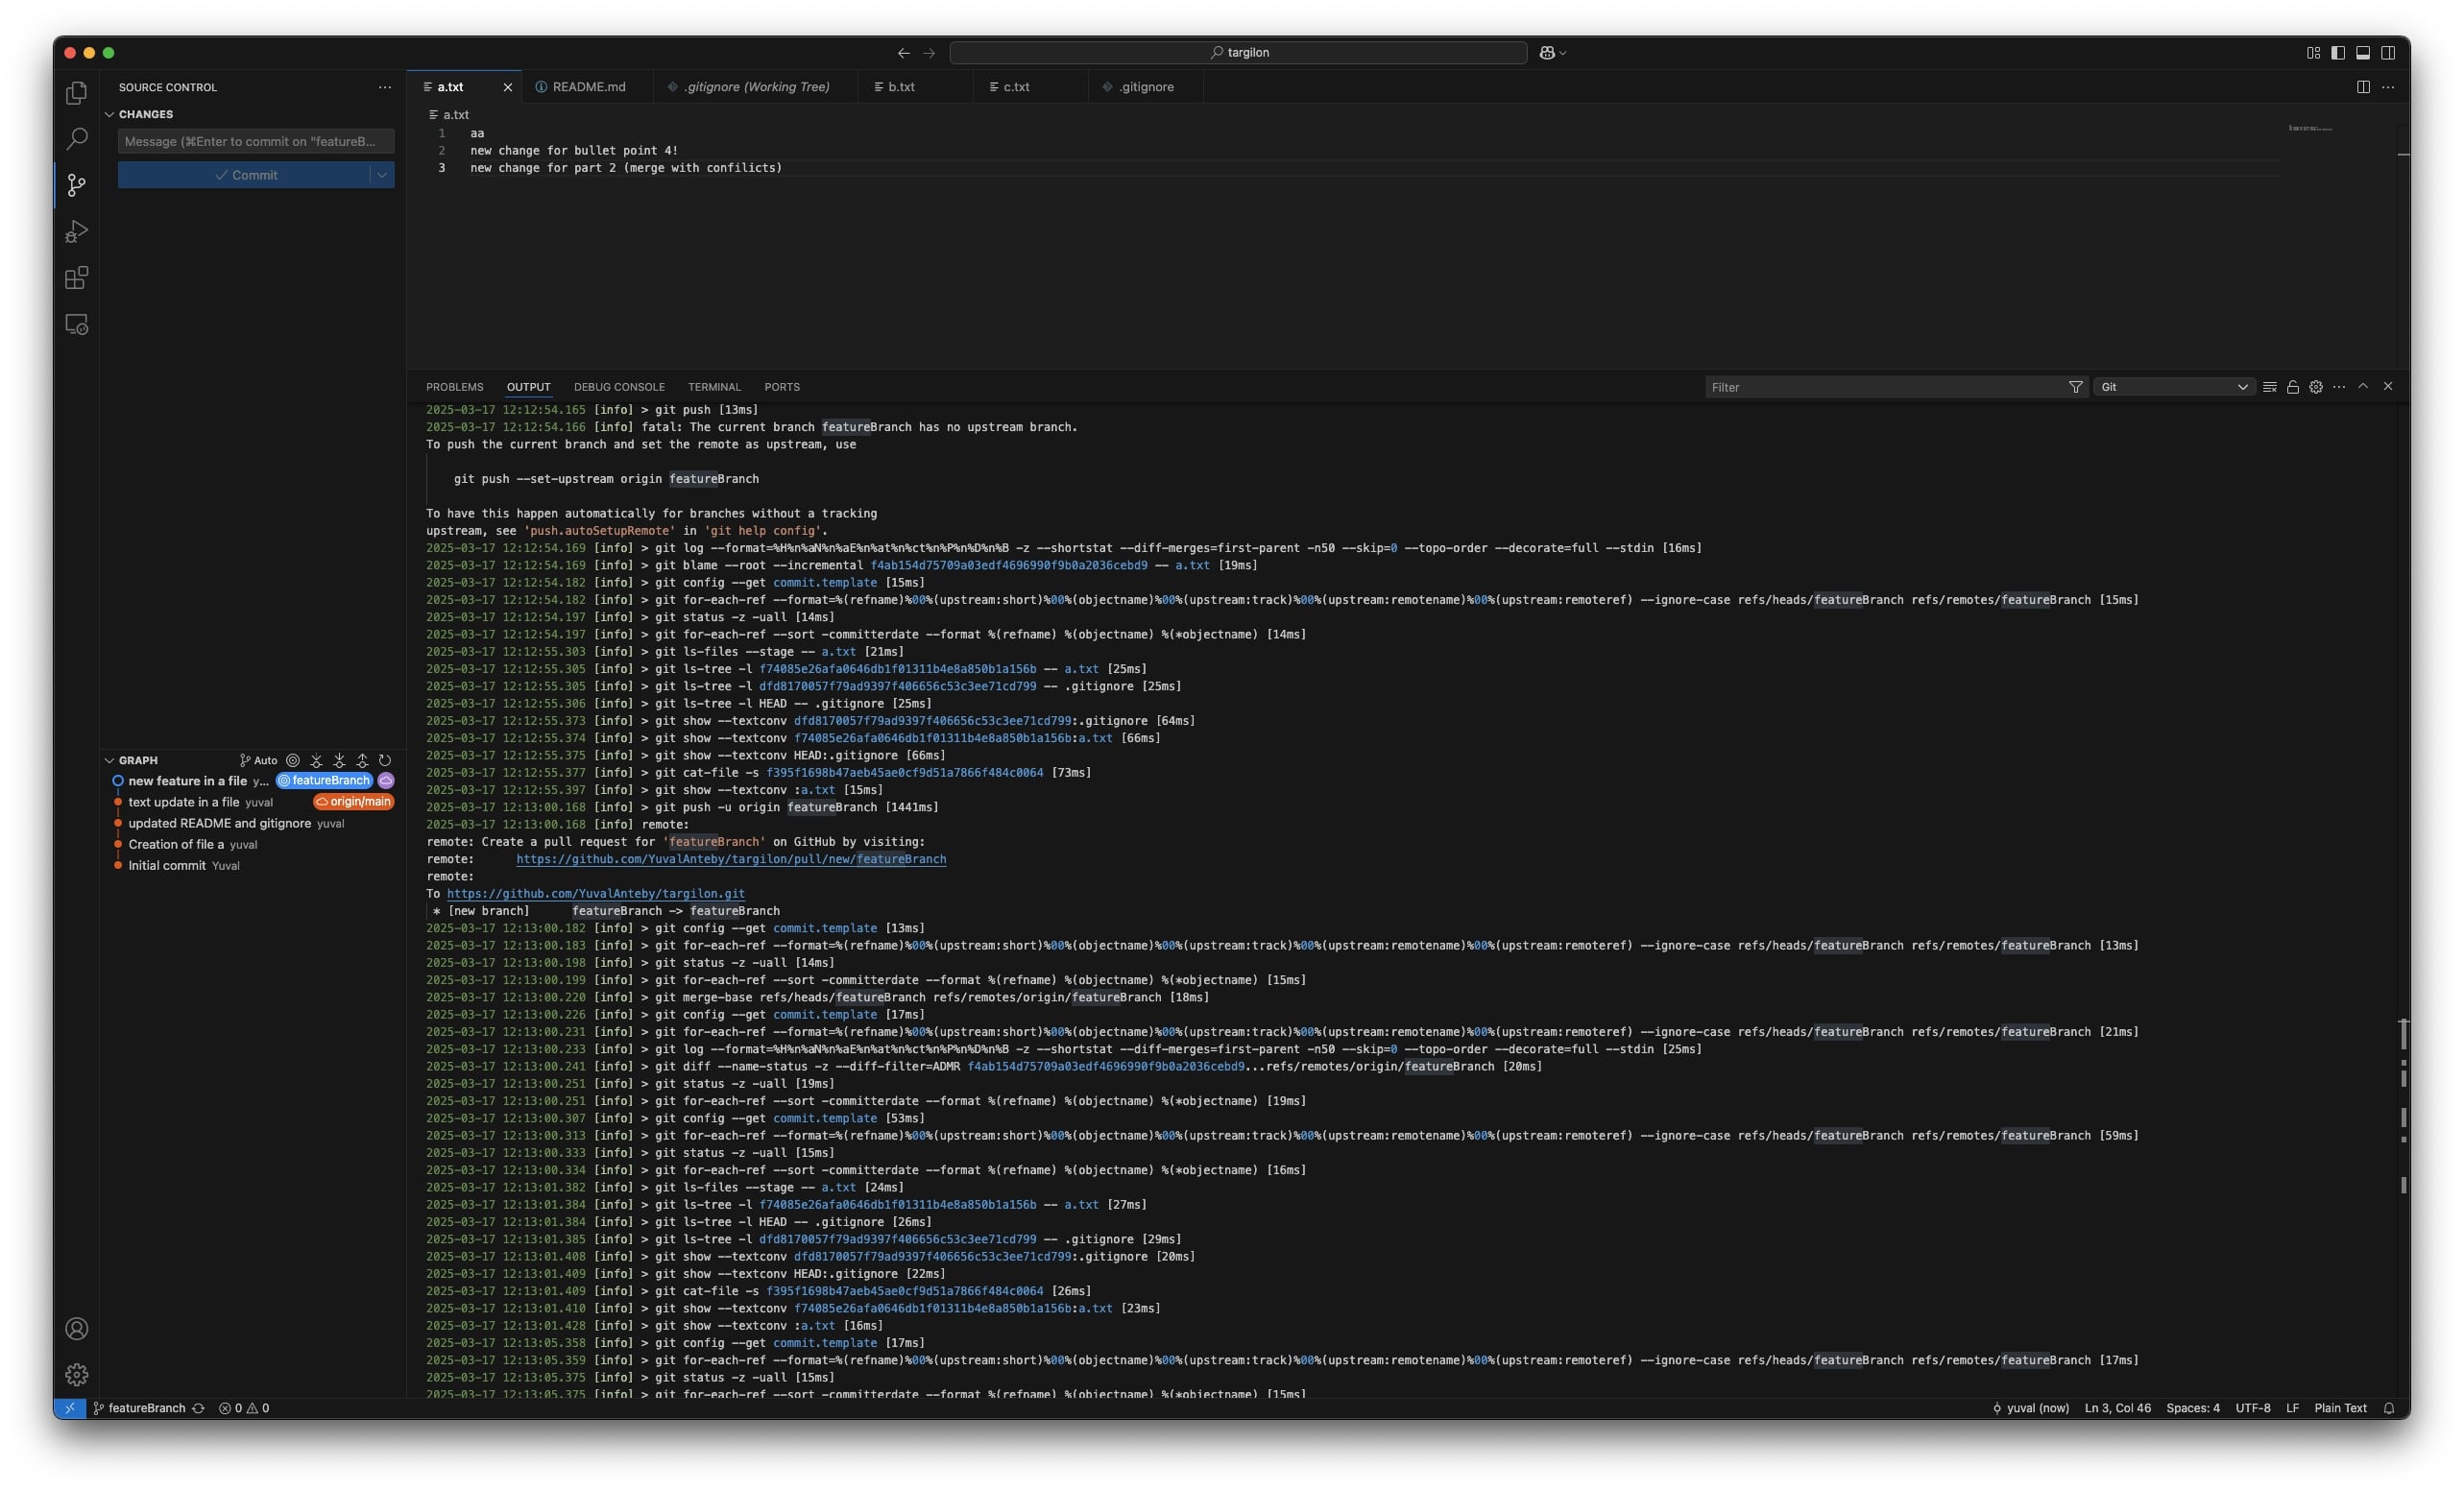 targilon
SOURCE CONTROL
CHANGES
Message (⌘Enter to commit on "featureB...
Commit
a.txt
README.md
.gitignore (Working Tree)
b.txt
c.txt
.gitignore
a.txt
1 aa
2 new change for bullet point 4!
3 new change for part 2 (merge with confilicts)
PROBLEMS OUTPUT DEBUG CONSOLE TERMINAL PORTS
Filter
Git
2025-03-17 12:12:54.165 [info] > git push [13ms]
2025-03-17 12:12:54.166 [info] fatal: The current branch featureBranch has no upstream branch.
To push the current branch and set the remote as upstream, use
git push --set-upstream origin featureBranch
To have this happen automatically for branches without a tracking
upstream, see 'push.autoSetupRemote' in 'git help config'.
2025-03-17 12:12:54.169 [info] > git log --format=%H%n%aN%n%aE%n%at%n%ct%n%P%n%D%n%B -z --shortstat --diff-merges=first-parent -n50 --skip=0 --topo-order --decorate=full --stdin [16ms]
2025-03-17 12:12:54.169 [info] > git blame --root --incremental f4ab154d75709a03edf4696990f9b0a2036cebd9 -- a.txt [19ms]
2025-03-17 12:12:54.182 [info] > git config --get commit.template [15ms]
2025-03-17 12:12:54.182 [info] > git for-each-ref --format=%(refname)%00%(upstream:short)%00%(objectname)%00%(upstream:track)%00%(upstream:remotename)%00%(upstream:remoteref) --ignore-case refs/heads/featureBranch refs/remotes/featureBranch [15ms]
2025-03-17 12:12:54.197 [info] > git status -z -uall [14ms]
2025-03-17 12:12:54.197 [info] > git for-each-ref --sort -committerdate --format %(refname) %(objectname) %(*objectname) [14ms]
2025-03-17 12:12:55.303 [info] > git ls-files --stage -- a.txt [21ms]
2025-03-17 12:12:55.305 [info] > git ls-tree -l f74085e26afa0646db1f01311b4e8a850b1a156b -- a.txt [25ms]
2025-03-17 12:12:55.305 [info] > git ls-tree -l dfd8170057f79ad9397f406656c53c3ee71cd799 -- .gitignore [25ms]
2025-03-17 12:12:55.306 [info] > git ls-tree -l HEAD -- .gitignore [25ms]
2025-03-17 12:12:55.373 [info] > git show --textconv dfd8170057f79ad9397f406656c53c3ee71cd799:.gitignore [64ms]
2025-03-17 12:12:55.374 [info] > git show --textconv f74085e26afa0646db1f01311b4e8a850b1a156b:a.txt [66ms]
2025-03-17 12:12:55.375 [info] > git show --textconv HEAD:.gitignore [66ms]
2025-03-17 12:12:55.377 [info] > git cat-file -s f395f1698b47aeb45ae0cf9d51a7866f484c0064 [73ms]
2025-03-17 12:12:55.397 [info] > git show --textconv :a.txt [15ms]
2025-03-17 12:13:00.168 [info] > git push -u origin featureBranch [1441ms]
2025-03-17 12:13:00.168 [info] remote:
remote: Create a pull request for 'featureBranch' on GitHub by visiting:
remote: https://github.com/YuvalAnteby/targilon/pull/new/featureBranch
remote:
To https://github.com/YuvalAnteby/targilon.git
* [new branch] featureBranch -> featureBranch
2025-03-17 12:13:00.182 [info] > git config --get commit.template [13ms]
2025-03-17 12:13:00.183 [info] > git for-each-ref --format=%(refname)%00%(upstream:short)%00%(objectname)%00%(upstream:track)%00%(upstream:remotename)%00%(upstream:remoteref) --ignore-case refs/heads/featureBranch refs/remotes/featureBranch [13ms]
2025-03-17 12:13:00.198 [info] > git status -z -uall [14ms]
2025-03-17 12:13:00.199 [info] > git for-each-ref --sort -committerdate --format %(refname) %(objectname) %(*objectname) [15ms]
2025-03-17 12:13:00.220 [info] > git merge-base refs/heads/featureBranch refs/remotes/origin/featureBranch [18ms]
2025-03-17 12:13:00.226 [info] > git config --get commit.template [17ms]
2025-03-17 12:13:00.231 [info] > git for-each-ref --format=%(refname)%00%(upstream:short)%00%(objectname)%00%(upstream:track)%00%(upstream:remotename)%00%(upstream:remoteref) --ignore-case refs/heads/featureBranch refs/remotes/featureBranch [21ms]
2025-03-17 12:13:00.233 [info] > git log --format=%H%n%aN%n%aE%n%at%n%ct%n%P%n%D%n%B -z --shortstat --diff-merges=first-parent -n50 --skip=0 --topo-order --decorate=full --stdin [25ms]
2025-03-17 12:13:00.241 [info] > git diff --name-status -z --diff-filter=ADMR f4ab154d75709a03edf4696990f9b0a2036cebd9...refs/remotes/origin/featureBranch [20ms]
2025-03-17 12:13:00.251 [info] > git status -z -uall [19ms]
2025-03-17 12:13:00.251 [info] > git for-each-ref --sort -committerdate --format %(refname) %(objectname) %(*objectname) [19ms]
2025-03-17 12:13:00.307 [info] > git config --get commit.template [53ms]
2025-03-17 12:13:00.313 [info] > git for-each-ref --format=%(refname)%00%(upstream:short)%00%(objectname)%00%(upstream:track)%00%(upstream:remotename)%00%(upstream:remoteref) --ignore-case refs/heads/featureBranch refs/remotes/featureBranch [59ms]
2025-03-17 12:13:00.333 [info] > git status -z -uall [15ms]
2025-03-17 12:13:00.334 [info] > git for-each-ref --sort -committerdate --format %(refname) %(objectname) %(*objectname) [16ms]
2025-03-17 12:13:01.382 [info] > git ls-files --stage -- a.txt [24ms]
2025-03-17 12:13:01.384 [info] > git ls-tree -l f74085e26afa0646db1f01311b4e8a850b1a156b -- a.txt [27ms]
2025-03-17 12:13:01.384 [info] > git ls-tree -l HEAD -- .gitignore [26ms]
2025-03-17 12:13:01.385 [info] > git ls-tree -l dfd8170057f79ad9397f406656c53c3ee71cd799 -- .gitignore [29ms]
2025-03-17 12:13:01.408 [info] > git show --textconv dfd8170057f79ad9397f406656c53c3ee71cd799:.gitignore [20ms]
2025-03-17 12:13:01.409 [info] > git show --textconv HEAD:.gitignore [22ms]
2025-03-17 12:13:01.409 [info] > git cat-file -s f395f1698b47aeb45ae0cf9d51a7866f484c0064 [26ms]
2025-03-17 12:13:01.410 [info] > git show --textconv f74085e26afa0646db1f01311b4e8a850b1a156b:a.txt [23ms]
2025-03-17 12:13:01.428 [info] > git show --textconv :a.txt [16ms]
2025-03-17 12:13:05.358 [info] > git config --get commit.template [17ms]
2025-03-17 12:13:05.359 [info] > git for-each-ref --format=%(refname)%00%(upstream:short)%00%(objectname)%00%(upstream:track)%00%(upstream:remotename)%00%(upstream:remoteref) --ignore-case refs/heads/featureBranch refs/remotes/featureBranch [17ms]
2025-03-17 12:13:05.375 [info] > git status -z -uall [15ms]
2025-03-17 12:13:05.375 [info] > git for-each-ref --sort -committerdate --format %(refname) %(objectname) %(*objectname) [15ms]
GRAPH Auto
new feature in a file y... featureBranch
text update in a file yuval origin/main
updated README and gitignore yuval
Creation of file a yuval
Initial commit Yuval
featureBranch 0 0 yuval (now) Ln 3, Col 46 Spaces: 4 UTF-8 LF Plain Text